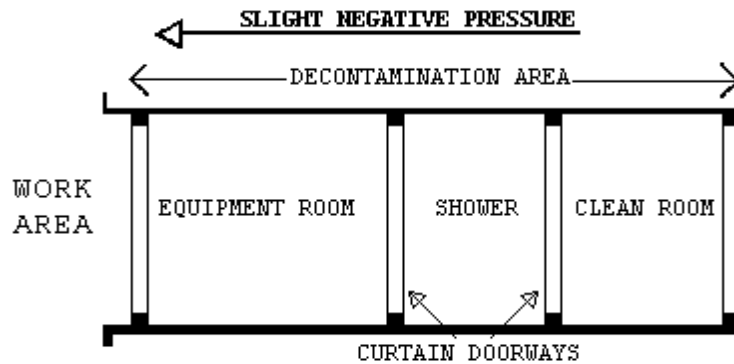 SLIGHT NEGATIVE PRESSURE
DECONTAMINATION AREA
WORK
AREA
EQUIPMENT ROOM
SHOWER
CLEAN ROOM
CURTAIN DOORWAYS